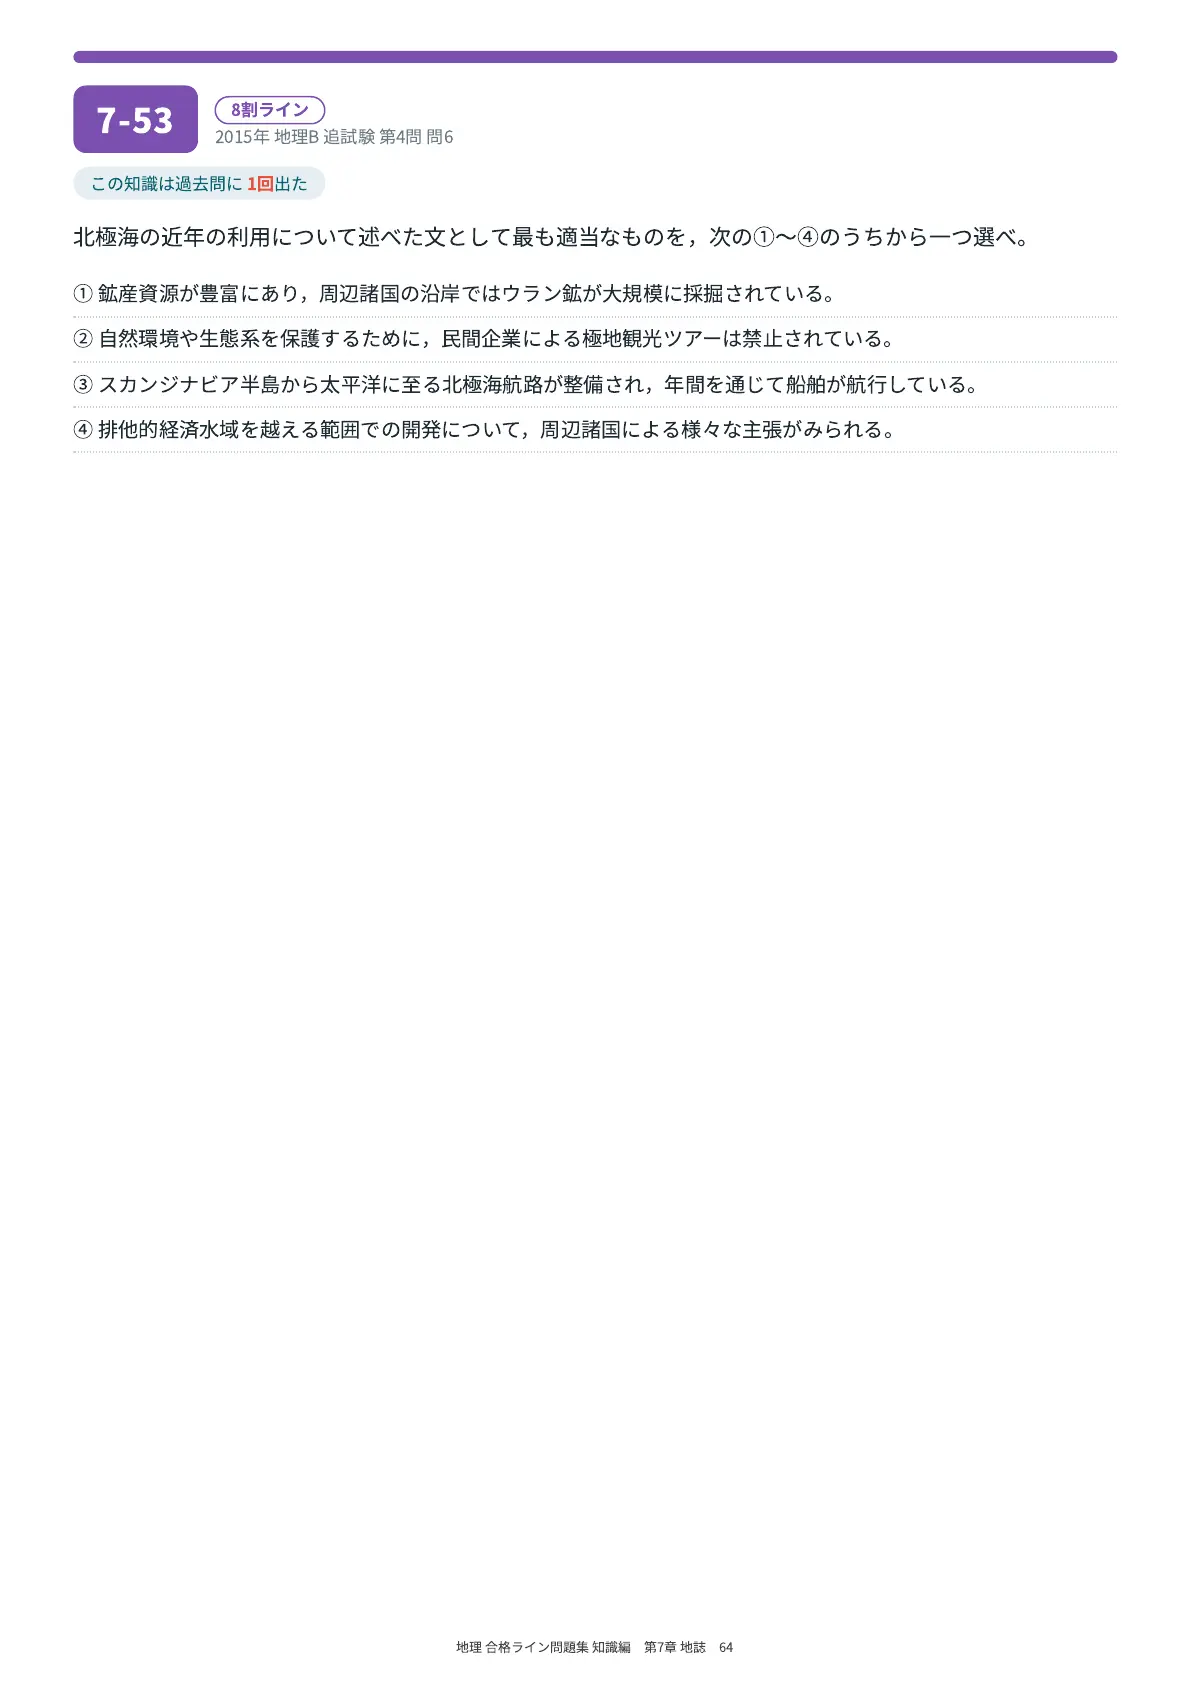 7-53
8割ライン
2015年 地理B 追試験 第4問 問6
この知識は過去問に 1回出た
北極海の近年の利用について述べた文として最も適当なものを，次の①～④のうちから一つ選べ。
① 鉱産資源が豊富にあり，周辺諸国の沿岸ではウラン鉱が大規模に採掘されている。
② 自然環境や生態系を保護するために，民間企業による極地観光ツアーは禁止されている。
③ スカンジナビア半島から太平洋に至る北極海航路が整備され，年間を通じて船舶が航行している。
④ 排他的経済水域を越える範囲での開発について，周辺諸国による様々な主張がみられる。
地理 合格ライン問題集 知識編　第7章 地誌　64